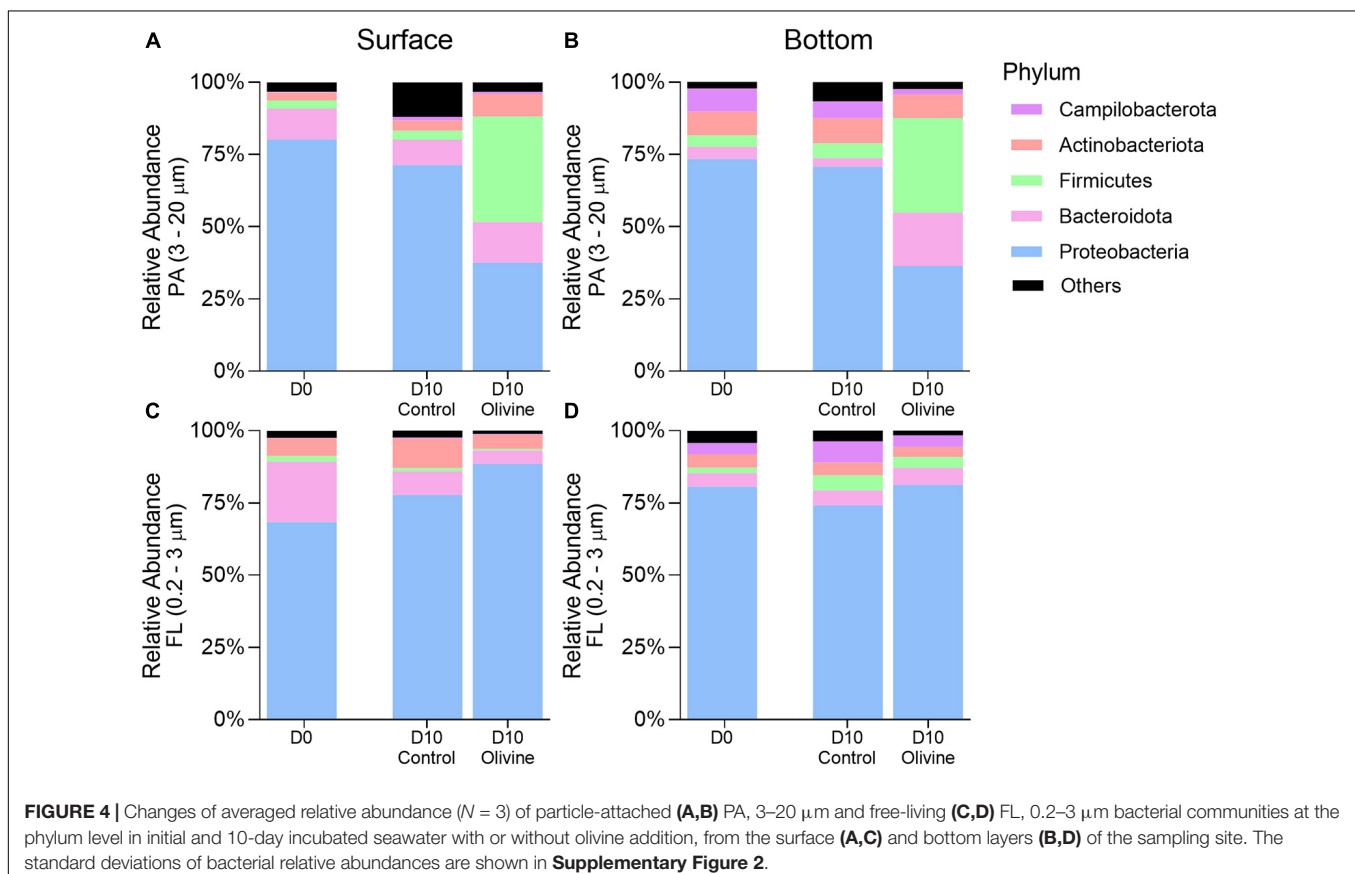 A
Surface
B
Bottom
Relative Abundance
PA (3 - 20 μm)
100%
75%
50%
25%
0%
D0
D10
Control
D10
Olivine
Relative Abundance
PA (3 - 20 μm)
100%
75%
50%
25%
0%
D0
D10
Control
D10
Olivine
Phylum
Campilobacterota
Actinobacteriota
Firmicutes
Bacteroidota
Proteobacteria
Others
C
Relative Abundance
FL (0.2 - 3 μm)
100%
75%
50%
25%
0%
D0
D10
Control
D10
Olivine
D
Relative Abundance
FL (0.2 - 3 μm)
100%
75%
50%
25%
0%
D0
D10
Control
D10
Olivine
FIGURE 4 | Changes of averaged relative abundance (N = 3) of particle-attached (A,B) PA, 3–20 μm and free-living (C,D) FL, 0.2–3 μm bacterial communities at the
phylum level in initial and 10-day incubated seawater with or without olivine addition, from the surface (A,C) and bottom layers (B,D) of the sampling site. The
standard deviations of bacterial relative abundances are shown in Supplementary Figure 2.